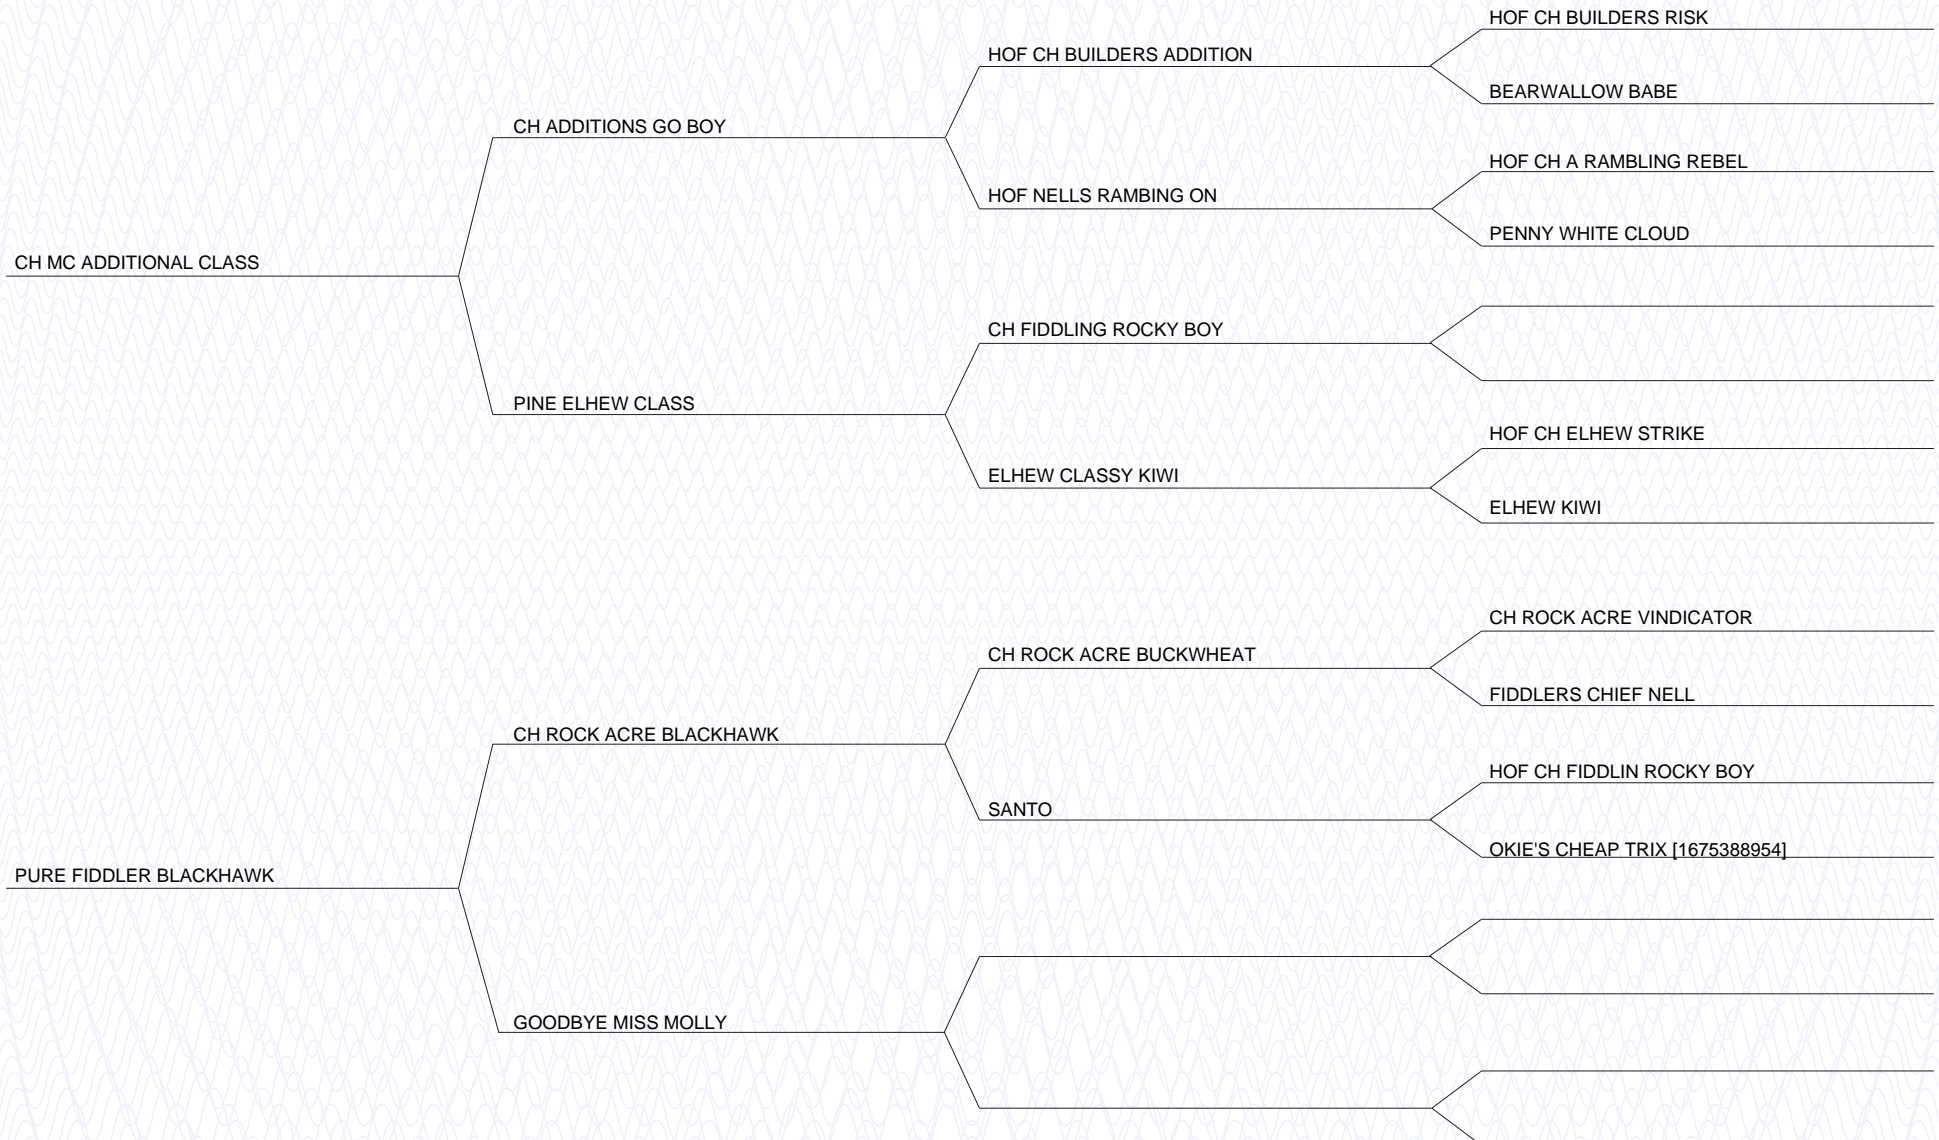 HOF CH BUILDERS RISK
HOF CH BUILDERS ADDITION
BEARWALLOW BABE
CH ADDITIONS GO BOY
HOF CH A RAMBLING REBEL
HOF NELLS RAMBING ON
PENNY WHITE CLOUD
CH MC ADDITIONAL CLASS
CH FIDDLING ROCKY BOY
PINE ELHEW CLASS
HOF CH ELHEW STRIKE
ELHEW CLASSY KIWI
ELHEW KIWI
CH ROCK ACRE VINDICATOR
CH ROCK ACRE BUCKWHEAT
FIDDLERS CHIEF NELL
CH ROCK ACRE BLACKHAWK
HOF CH FIDDLIN ROCKY BOY
SANTO
OKIE'S CHEAP TRIX [1675388954]
PURE FIDDLER BLACKHAWK
GOODBYE MISS MOLLY